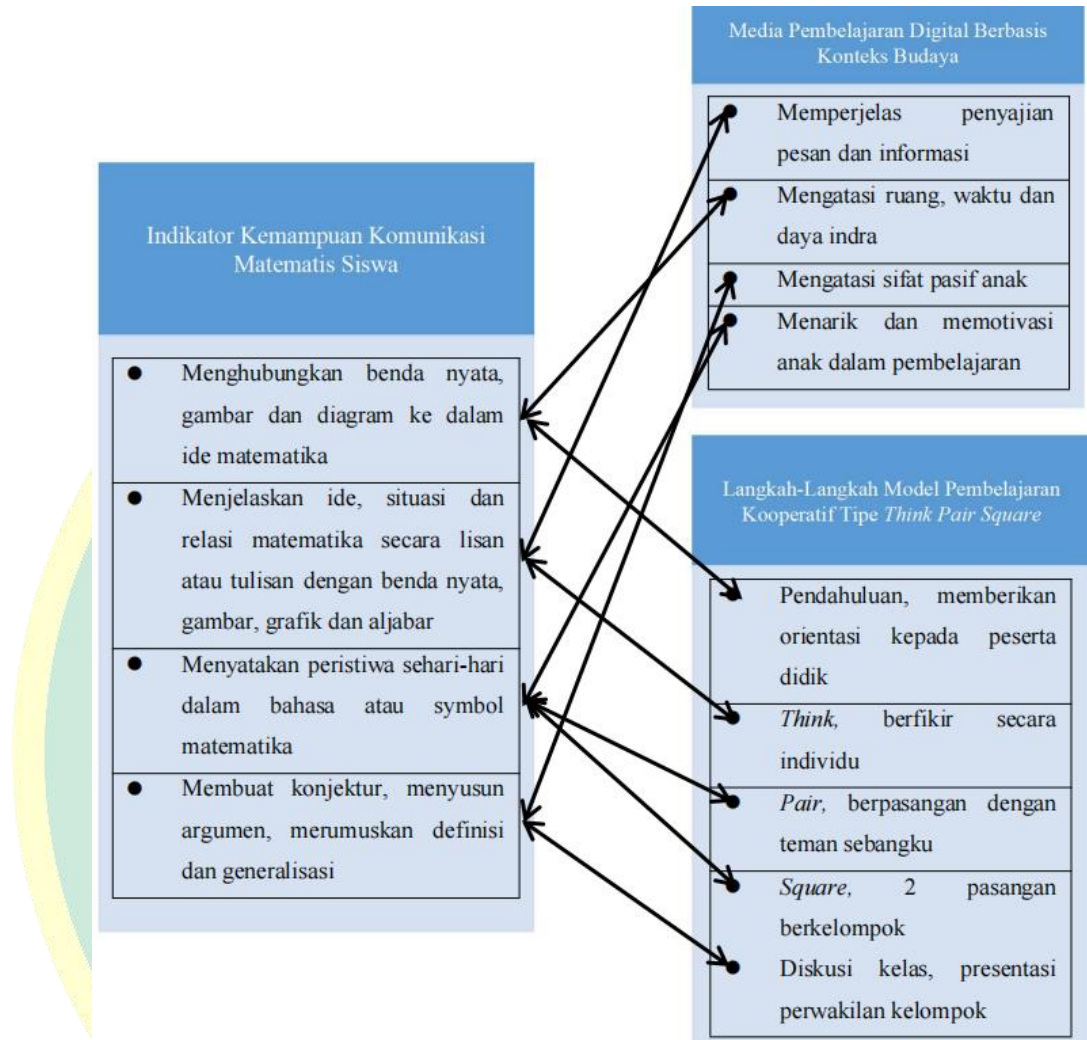 Media Pembelajaran Digital Berbasis
Konteks Budaya
● Memperjelas penyajian
pesan dan informasi
● Mengatasi ruang, waktu dan
daya indra
● Mengatasi sifat pasif anak
● Menarik dan memotivasi
anak dalam pembelajaran
Indikator Kemampuan Komunikasi
Matematis Siswa
● Menghubungkan benda nyata,
gambar dan diagram ke dalam
ide matematika
● Menjelaskan ide, situasi dan
relasi matematika secara lisan
atau tulisan dengan benda nyata,
gambar, grafik dan aljabar
● Menyatakan peristiwa sehari-hari
dalam bahasa atau symbol
matematika
● Membuat konjektur, menyusun
argumen, merumuskan definisi
dan generalisasi
Langkah-Langkah Model Pembelajaran
Kooperatif Tipe Think Pair Square
● Pendahuluan, memberikan
orientasi kepada peserta
didik
● Think, berfikir secara
individu
● Pair, berpasangan dengan
teman sebangku
● Square, 2 pasangan
berkelompok
● Diskusi kelas, presentasi
perwakilan kelompok